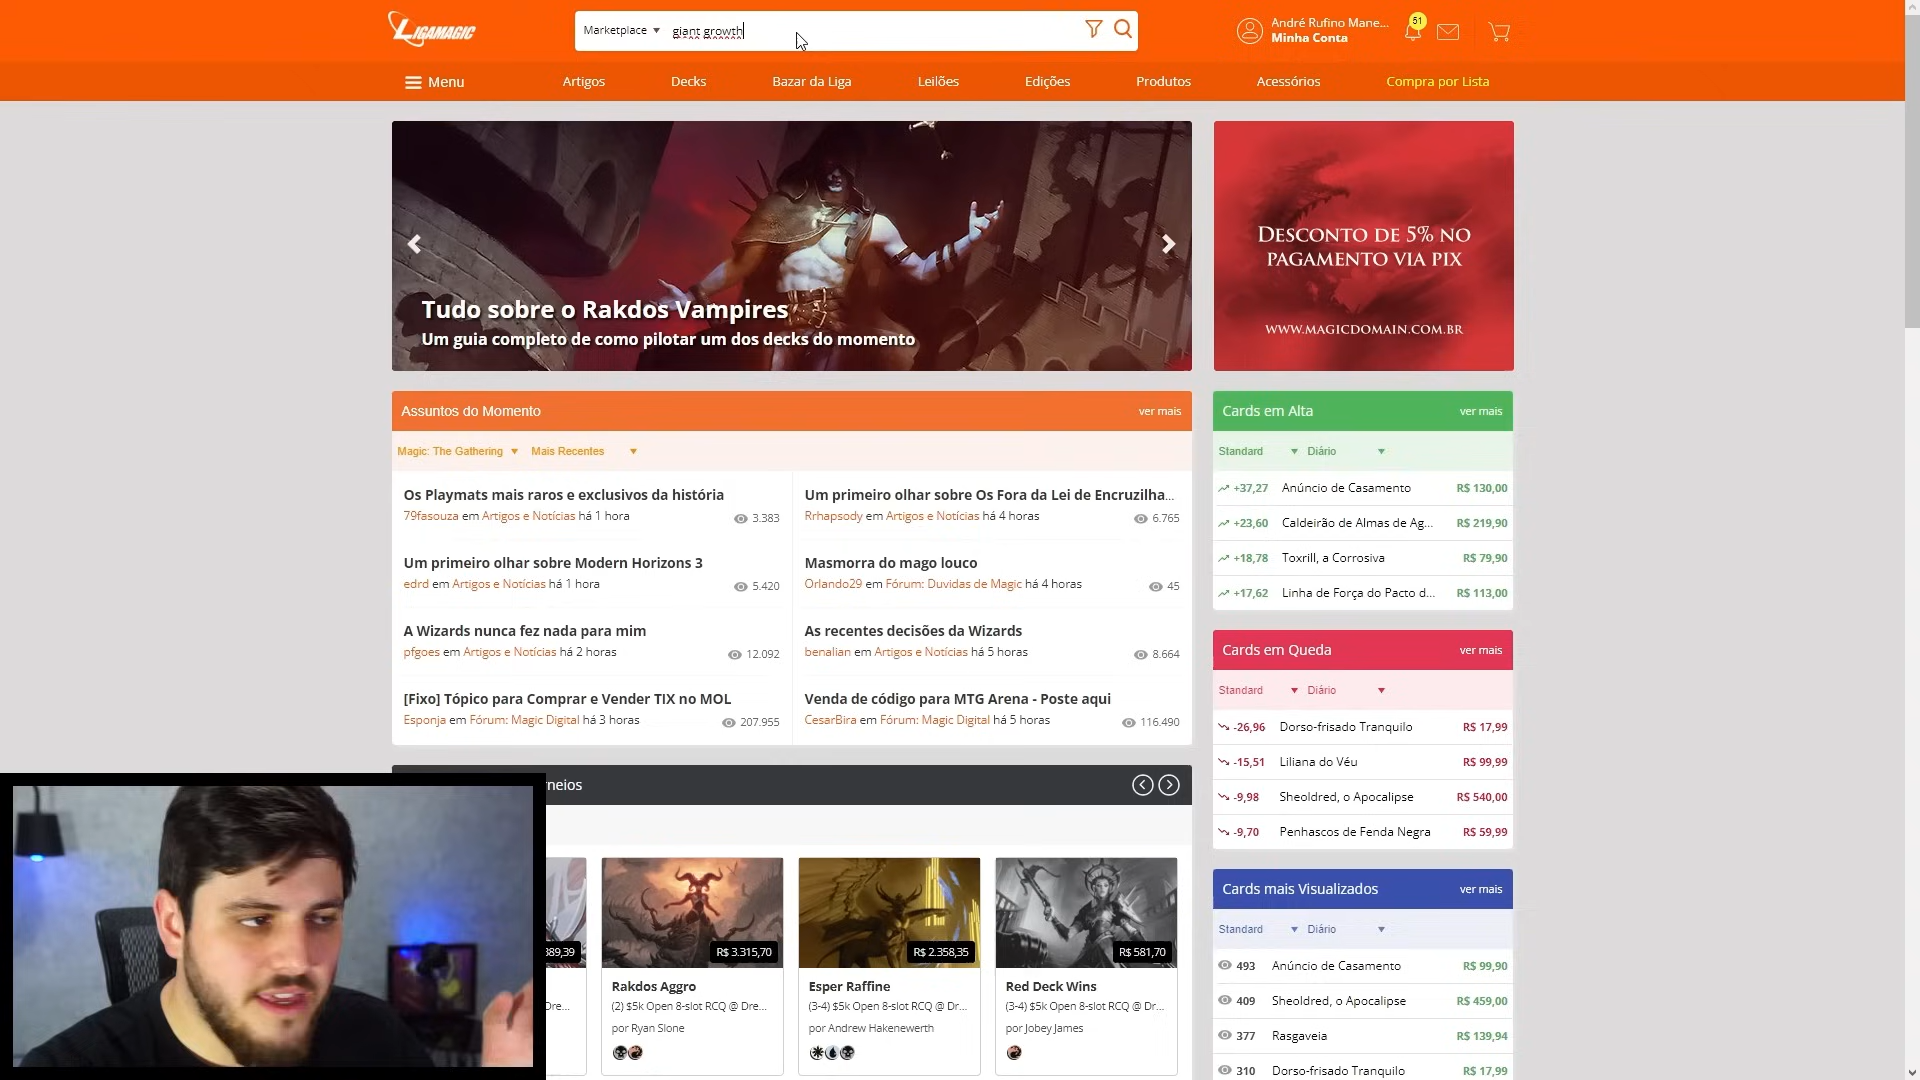 LIGAMAGIC
Marketplace
giant growth
André Rufino Mane...
Minha Conta
51
Menu
Artigos
Decks
Bazar da Liga
Leilões
Edições
Produtos
Acessórios
Compra por Lista
Tudo sobre o Rakdos Vampires
Um guia completo de como pilotar um dos decks do momento
DESCONTO DE 5% NO
PAGAMENTO VIA PIX
WWW.MAGICDOMAIN.COM.BR
Assuntos do Momento
ver mais
Magic: The Gathering
Mais Recentes
Os Playmats mais raros e exclusivos da história
79fasouza em Artigos e Notícias há 1 hora
3.383
Um primeiro olhar sobre Os Fora da Lei de Encruzilha...
Rrhapsody em Artigos e Notícias há 4 horas
6.765
Um primeiro olhar sobre Modern Horizons 3
edrd em Artigos e Notícias há 1 hora
5.420
Masmorra do mago louco
Orlando29 em Fórum: Duvidas de Magic há 4 horas
45
A Wizards nunca fez nada para mim
pfgoes em Artigos e Notícias há 2 horas
12.092
As recentes decisões da Wizards
benalian em Artigos e Notícias há 5 horas
8.664
[Fixo] Tópico para Comprar e Vender TIX no MOL
Esponja em Fórum: Magic Digital há 3 horas
207.955
Venda de código para MTG Arena - Poste aqui
CesarBira em Fórum: Magic Digital há 5 horas
116.490
Cards em Alta
ver mais
Standard
Diário
+37,27 Anúncio de Casamento R$ 130,00
+23,60 Caldeirão de Almas de Ag... R$ 219,90
+18,78 Toxrill, a Corrosiva R$ 79,90
+17,62 Linha de Força do Pacto d... R$ 113,00
Cards em Queda
ver mais
Standard
Diário
-26,96 Dorso-frisado Tranquilo R$ 17,99
-15,51 Liliana do Véu R$ 99,99
-9,98 Sheoldred, o Apocalipse R$ 540,00
-9,70 Penhascos de Fenda Negra R$ 59,99
Cards mais Visualizados
ver mais
Standard
Diário
493 Anúncio de Casamento R$ 99,90
409 Sheoldred, o Apocalipse R$ 459,00
377 Rasgaveia R$ 139,94
310 Dorso-frisado Tranquilo R$ 17,99
neios
389,39
Dre...
R$ 3.315,70
Rakdos Aggro
(2) $5k Open 8-slot RCQ @ Dre...
por Ryan Slone
R$ 2.358,35
Esper Raffine
(3-4) $5k Open 8-slot RCQ @ Dr...
por Andrew Hakenewerth
R$ 581,70
Red Deck Wins
(3-4) $5k Open 8-slot RCQ @ Dr...
por Jobey James